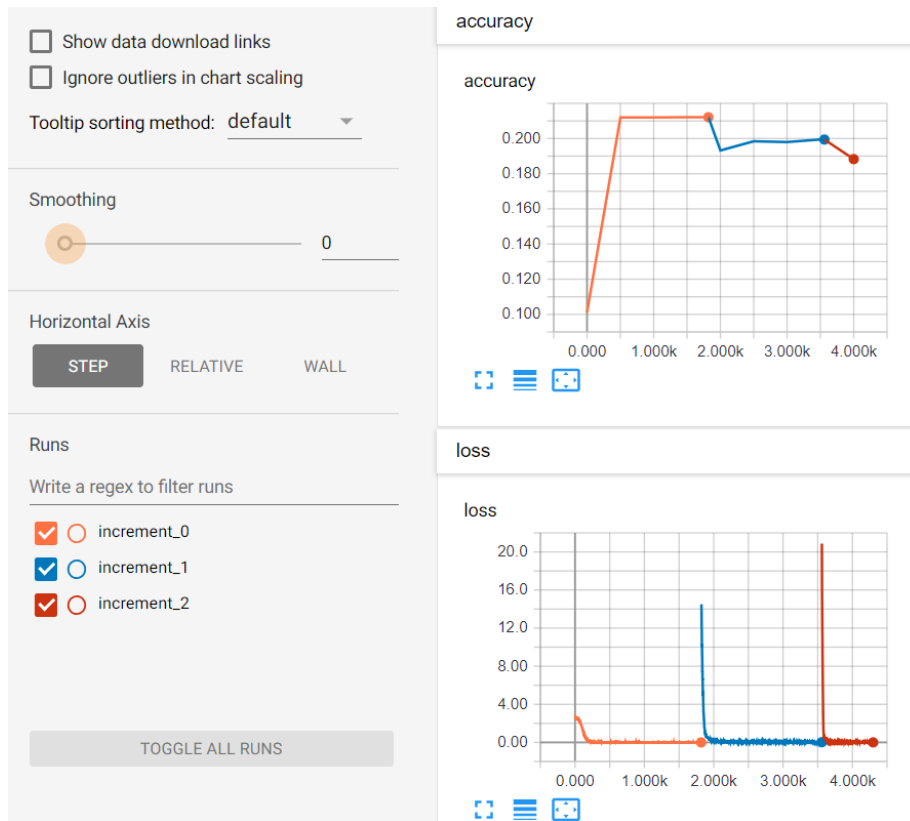 Show data download links
Ignore outliers in chart scaling
Tooltip sorting method: default
Smoothing
0
Horizontal Axis
STEP RELATIVE WALL
Runs
Write a regex to filter runs
increment_0
increment_1
increment_2
TOGGLE ALL RUNS
accuracy
accuracy
0.200
0.180
0.160
0.140
0.120
0.100
0.000 1.000k 2.000k 3.000k 4.000k
loss
loss
20.0
16.0
12.0
8.00
4.00
0.00
0.000 1.000k 2.000k 3.000k 4.000k